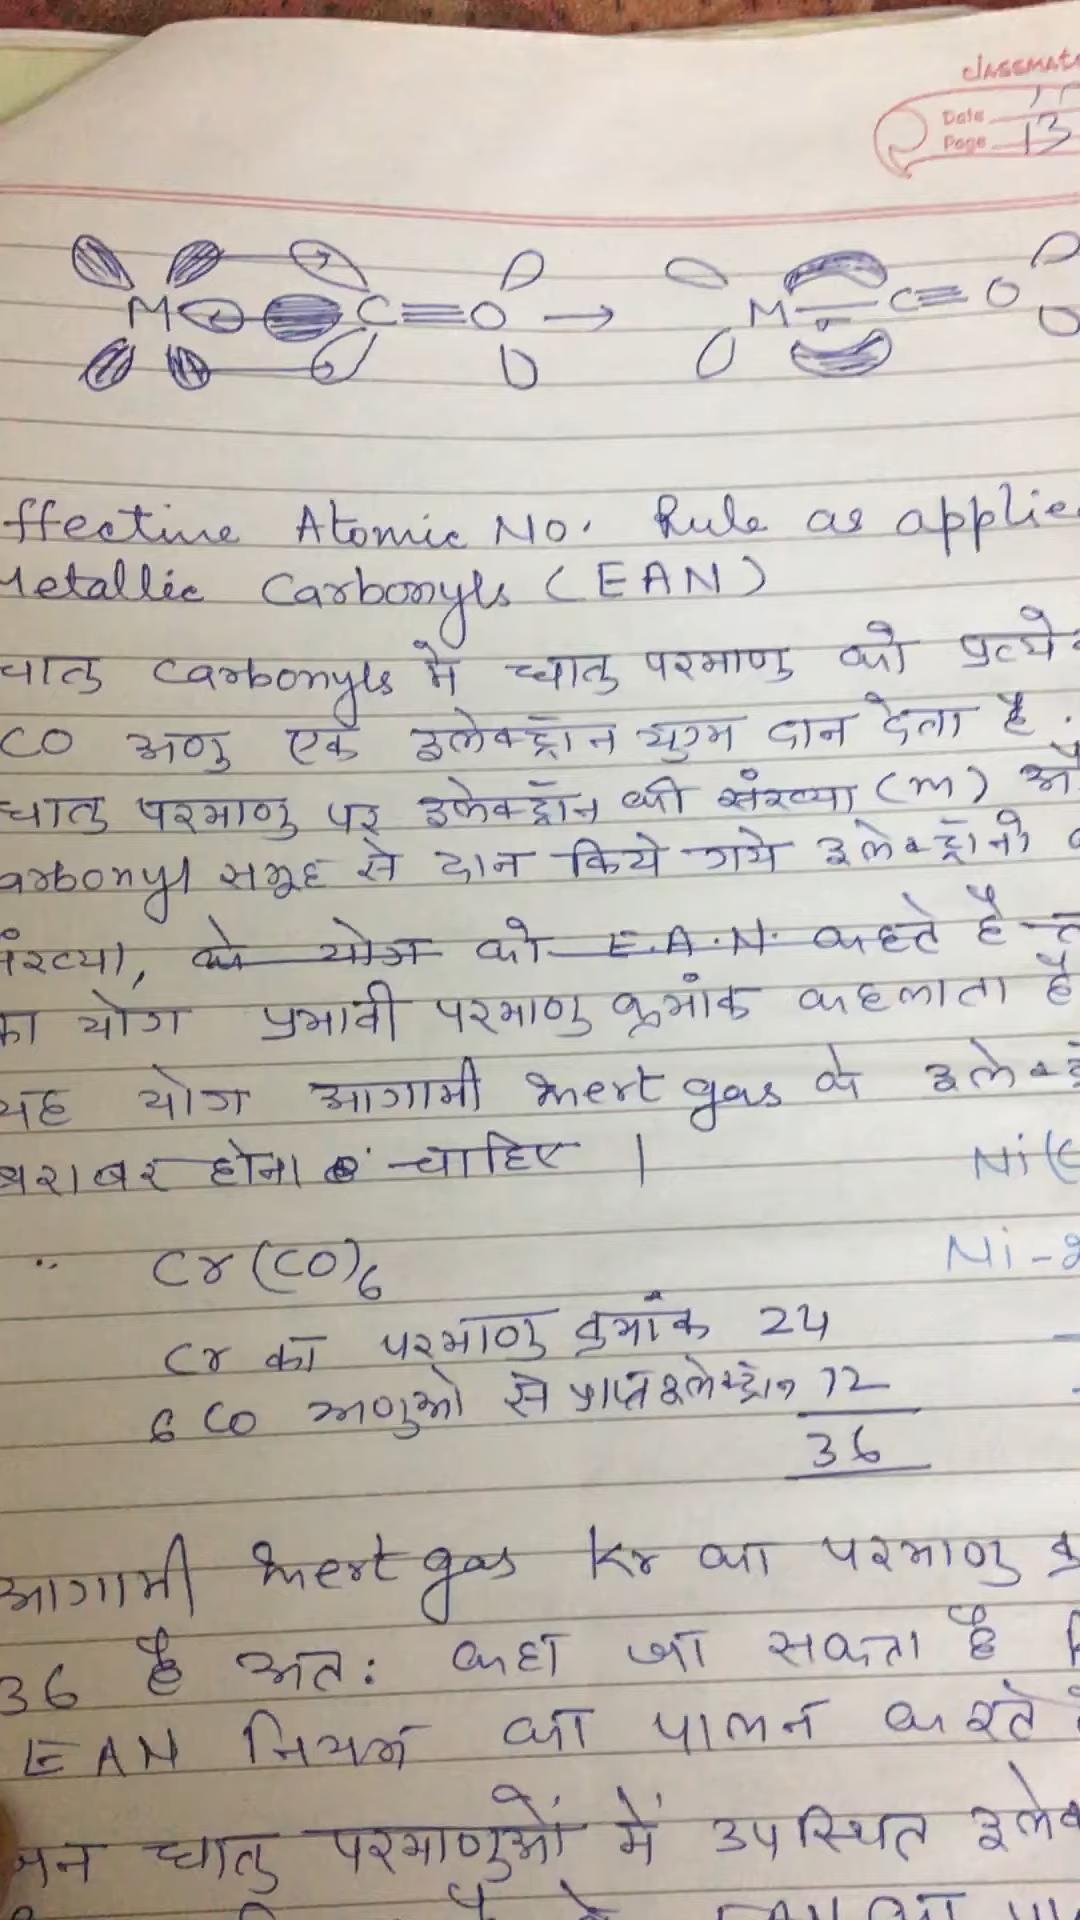 classmate
Date
Page 13
M C≡O → M σ C≡O
ffective Atomic No. Rule as applie
Metallic Carbonyls (EAN)
धातु carbonyls में धातु परमाणु को प्रत्ये
CO अणु एक इलेक्ट्रॉन युग्म दान देता है.
धातु परमाणु पर इलेक्ट्रॉन की संख्या (m) औ
arbonyl समूह से दान किये गये इलेक्ट्रॉनो
संख्या, के योग को E.A.N. कहते है
का योग प्रभावी परमाणु क्रमांक कहलाता है
यह योग आगामी Inert gas के इलेक्ट्रॉ
बराबर होना चाहिए |
Ni(C
Cr(CO)6
Ni-2
Cr का परमाणु क्रमांक 24
6 CO अणुओ से प्राप्त इलेक्ट्रॉन 12
36
आगामी Inert gas Kr का परमाणु क्र
36 है अत: कहा जा सकता है
EAN नियम का पालन करते
जन धातु परमाणुओं में उपस्थित इलेक